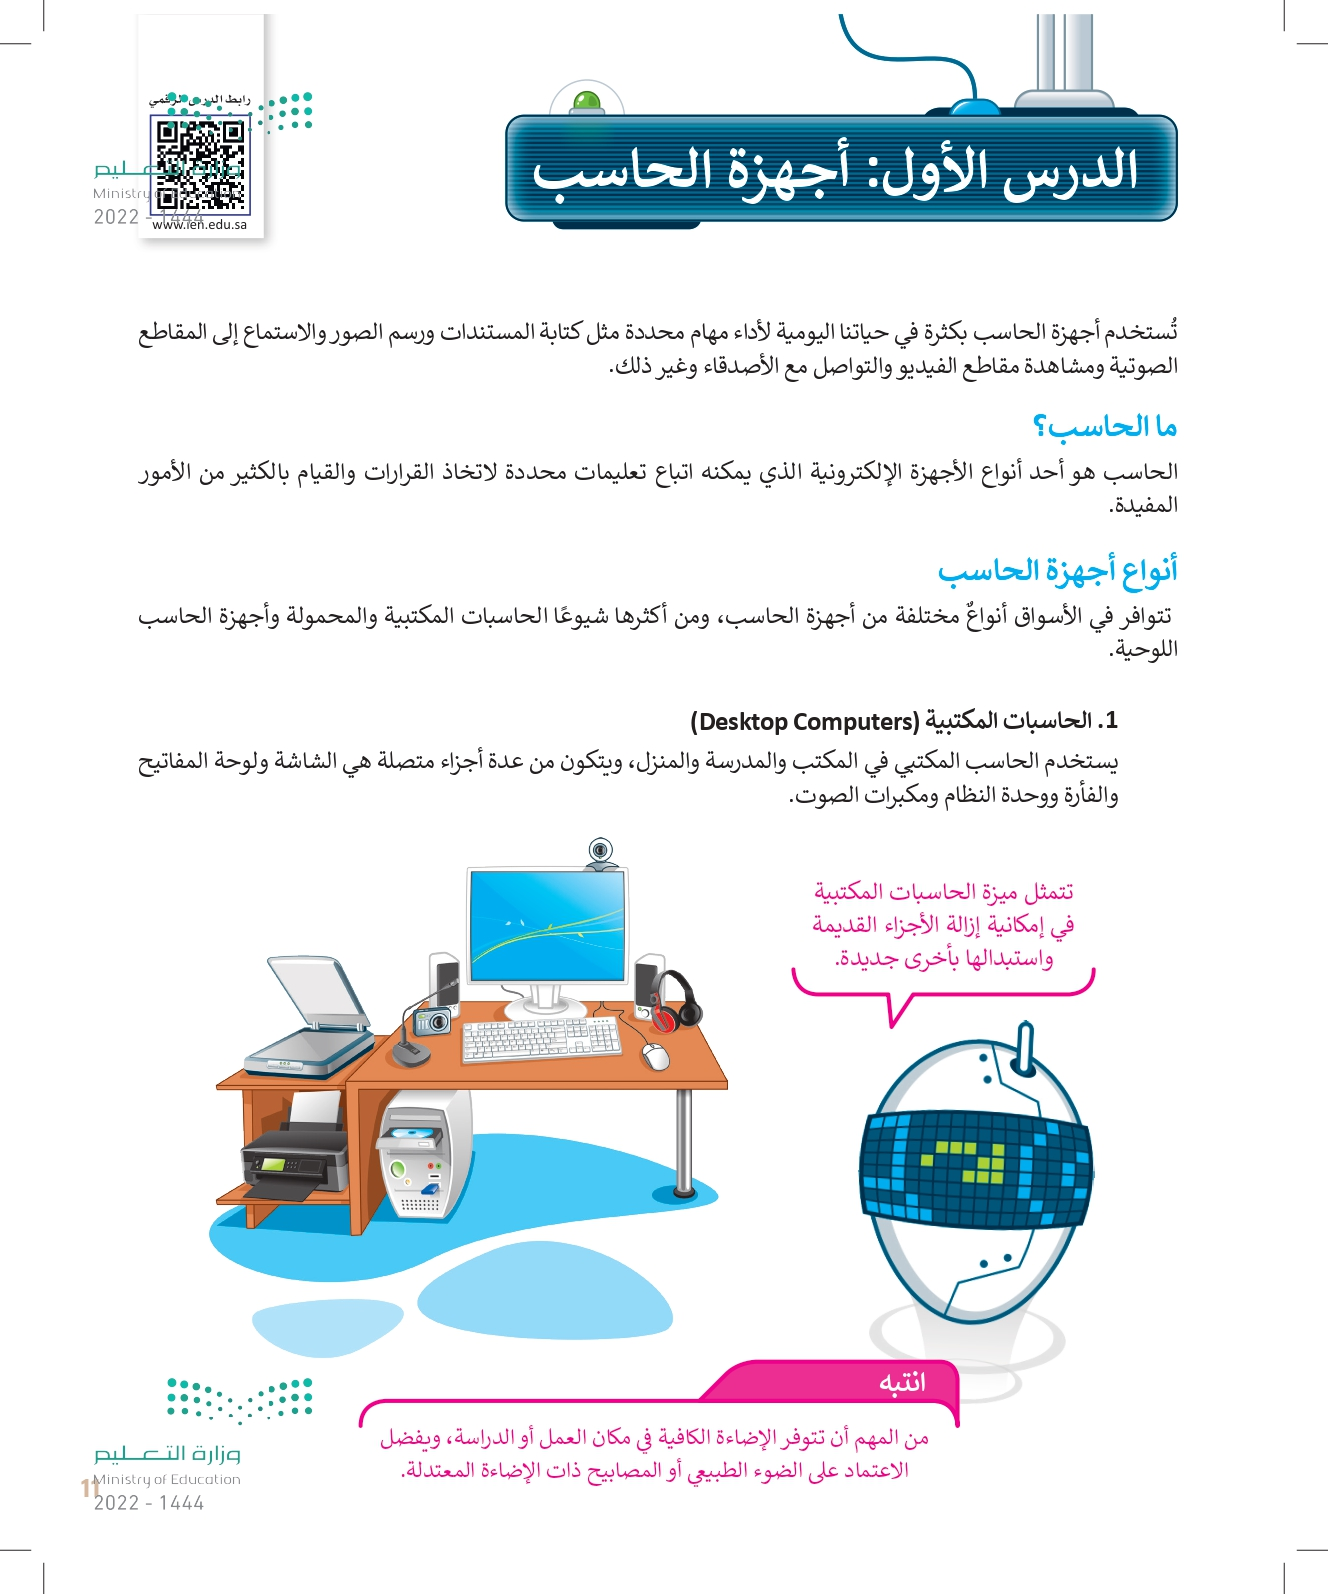 رابط الدرس الرقمي
www.ien.edu.sa
وزارة التعليم
Ministry of Education
2022 - 1444
الدرس الأول: أجهزة الحاسب
تُستخدم أجهزة الحاسب بكثرة في حياتنا اليومية لأداء مهام محددة مثل كتابة المستندات ورسم الصور والاستماع إلى المقاطع
الصوتية ومشاهدة مقاطع الفيديو والتواصل مع الأصدقاء وغير ذلك.
ما الحاسب؟
الحاسب هو أحد أنواع الأجهزة الإلكترونية الذي يمكنه اتباع تعليمات محددة لاتخاذ القرارات والقيام بالكثير من الأمور
المفيدة.
أنواع أجهزة الحاسب
تتوافر في الأسواق أنواعٌ مختلفة من أجهزة الحاسب، ومن أكثرها شيوعًا الحاسبات المكتبية والمحمولة وأجهزة الحاسب
اللوحية.
1. الحاسبات المكتبية (Desktop Computers)
يستخدم الحاسب المكتبي في المكتب والمدرسة والمنزل، ويتكون من عدة أجزاء متصلة هي الشاشة ولوحة المفاتيح
والفأرة ووحدة النظام ومكبرات الصوت.
تتمثل ميزة الحاسبات المكتبية
في إمكانية إزالة الأجزاء القديمة
واستبدالها بأخرى جديدة.
انتبه
من المهم أن تتوفر الإضاءة الكافية في مكان العمل أو الدراسة، ويفضل
الاعتماد على الضوء الطبيعي أو المصابيح ذات الإضاءة المعتدلة.
وزارة التعليم
Ministry of Education
2022 - 1444
11